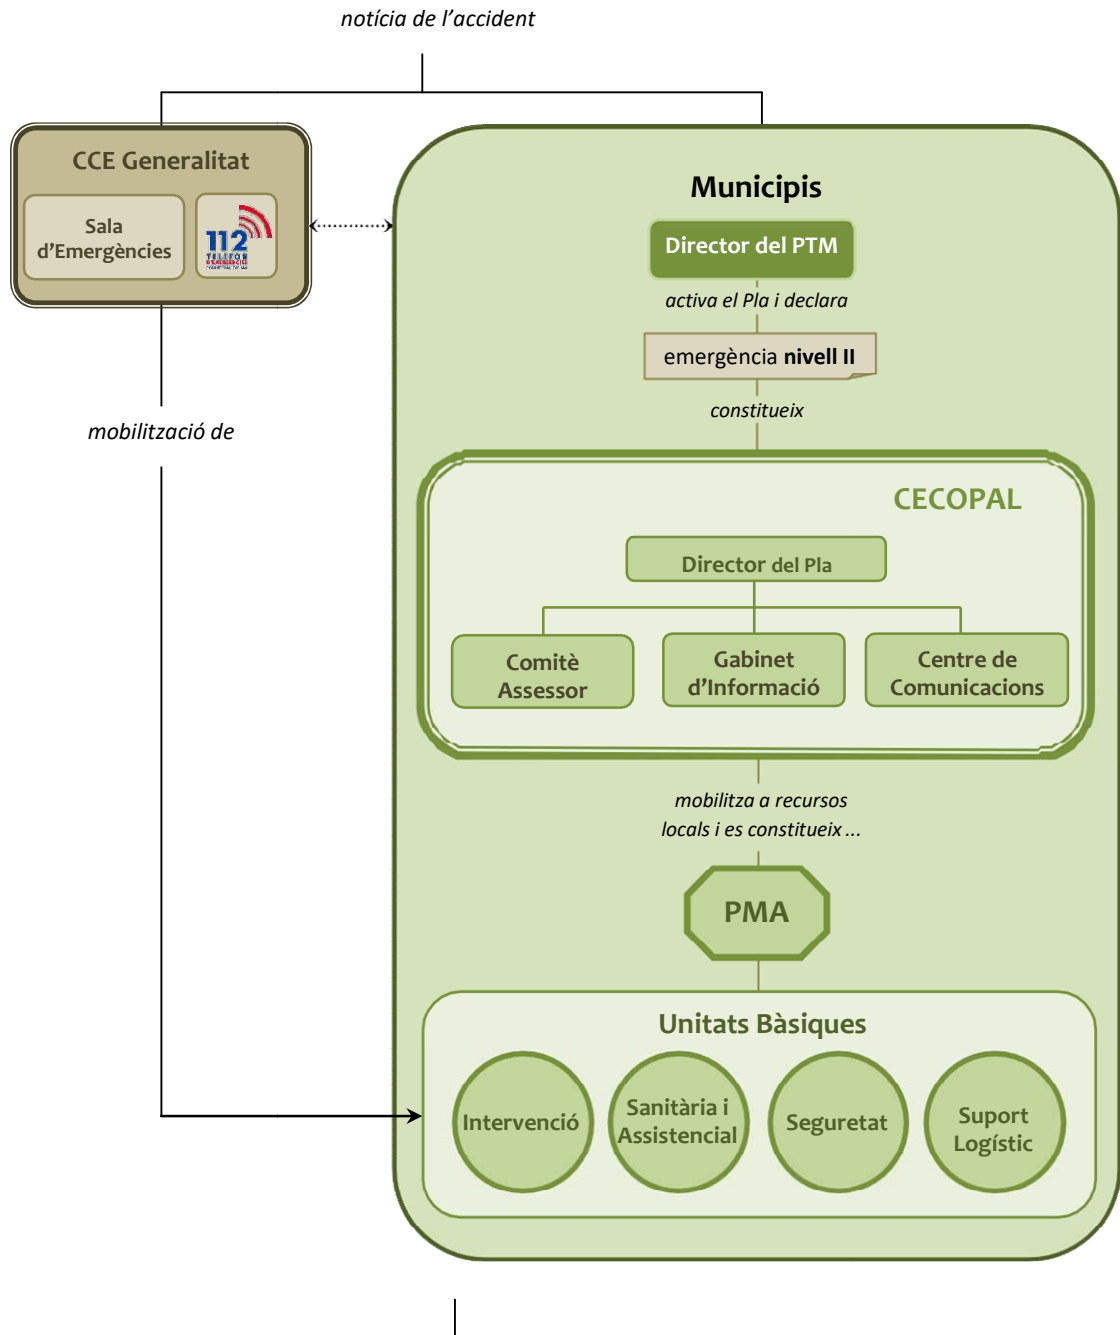 notícia de l'accident
CCE Generalitat
Sala
d'Emergències
112
TELÈFON
D'EMERGÈNCIES
Municipis
Director del PTM
activa el Pla i declara
emergència nivell II
constitueix
mobilització de
CECOPAL
Director del Pla
Comitè
Assessor
Gabinet
d'Informació
Centre de
Comunicacions
mobilitza a recursos
locals i es constitueix ...
PMA
Unitats Bàsiques
Intervenció
Sanitària i
Assistencial
Seguretat
Suport
Logístic